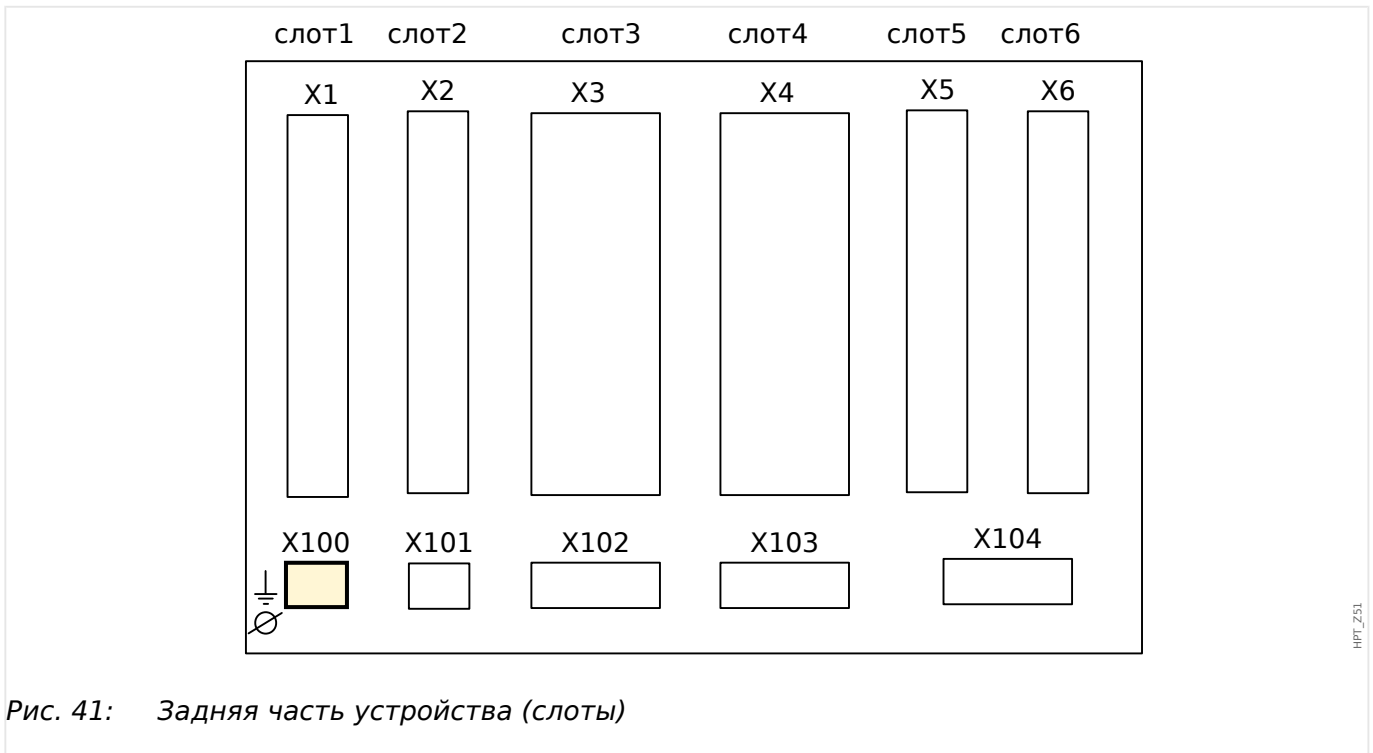 слот1 слот2 слот3 слот4 слот5 слот6
X1 X2 X3 X4 X5 X6
X100 X101 X102 X103 X104
HPT_Z51
Рис. 41: Задняя часть устройства (слоты)